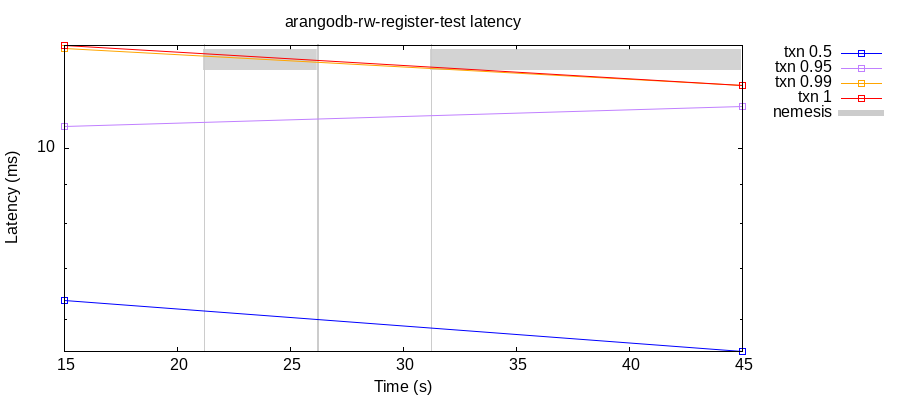 arangodb-rw-register-test latency
txn 0.5
txn 0.95
txn 0.99
txn 1
nemesis
10
Latency (ms)
15 20 25 30 35 40 45
Time (s)